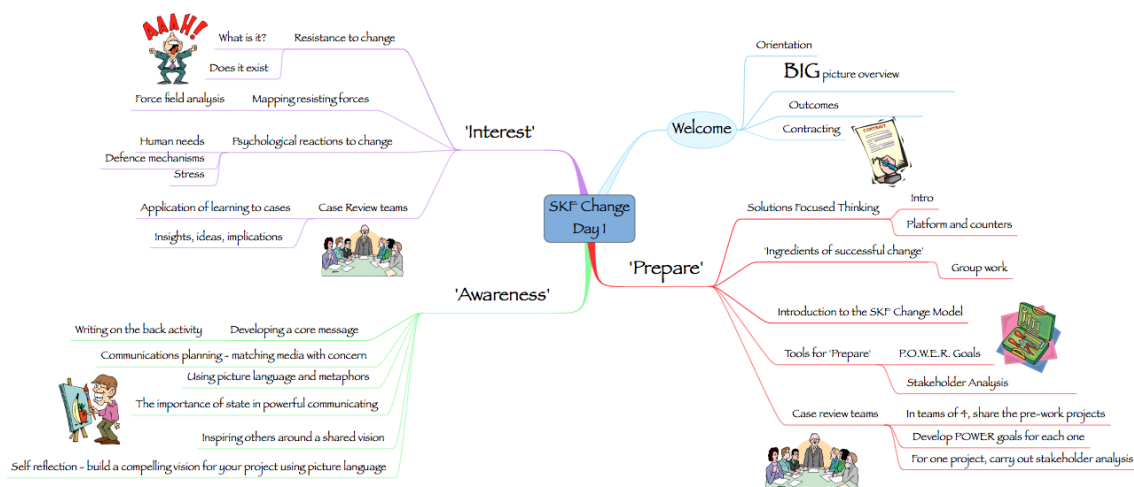 SKF Change
Day 1
Welcome
Orientation
BIG picture overview
Outcomes
Contracting
CONTRACT
'Prepare'
Solutions Focused Thinking
Intro
Platform and counters
'Ingredients of successful change'
Group work
Introduction to the SKF Change Model
Tools for 'Prepare'
P.O.W.E.R. Goals
Stakeholder Analysis
Case review teams
In teams of 4, share the pre-work projects
Develop POWER goals for each one
For one project, carry out stakeholder analysis
'Awareness'
Developing a core message
Writing on the back activity
Communications planning - matching media with concern
Using picture language and metaphors
The importance of state in powerful communicating
Inspiring others around a shared vision
Self reflection - build a compelling vision for your project using picture language
'Interest'
AAAH!
Resistance to change
What is it?
Does it exist
Mapping resisting forces
Force field analysis
Psychological reactions to change
Human needs
Defence mechanisms
Stress
Case Review teams
Application of learning to cases
Insights, ideas, implications